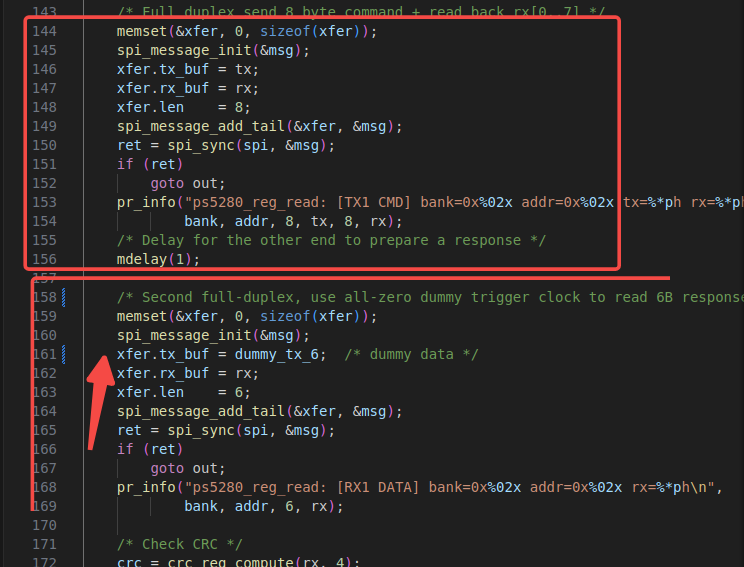 143 /* Full duplex send 8 byte command + read back rx[0..7] */
144 memset(&xfer, 0, sizeof(xfer));
145 spi_message_init(&msg);
146 xfer.tx_buf = tx;
147 xfer.rx_buf = rx;
148 xfer.len    = 8;
149 spi_message_add_tail(&xfer, &msg);
150 ret = spi_sync(spi, &msg);
151 if (ret)
152     goto out;
153 pr_info("ps5280_reg_read: [TX1 CMD] bank=0x%02x addr=0x%02x tx=%*ph rx=%*ph
154         bank, addr, 8, tx, 8, rx);
155 /* Delay for the other end to prepare a response */
156 mdelay(1);
157
158 /* Second full-duplex, use all-zero dummy trigger clock to read 6B response
159 memset(&xfer, 0, sizeof(xfer));
160 spi_message_init(&msg);
161 xfer.tx_buf = dummy_tx_6;  /* dummy data */
162 xfer.rx_buf = rx;
163 xfer.len    = 6;
164 spi_message_add_tail(&xfer, &msg);
165 ret = spi_sync(spi, &msg);
166 if (ret)
167     goto out;
168 pr_info("ps5280_reg_read: [RX1 DATA] bank=0x%02x addr=0x%02x rx=%*ph\n",
169         bank, addr, 6, rx);
170
171 /* Check CRC */
172 crc = crc_reg_compute(rx, 4);